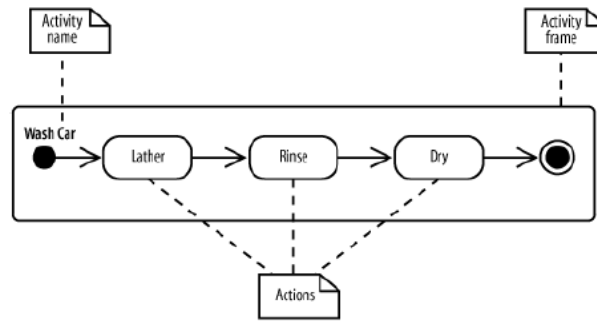 Activity
name
Activity
frame
Wash Car
Lather
Rinse
Dry
Actions